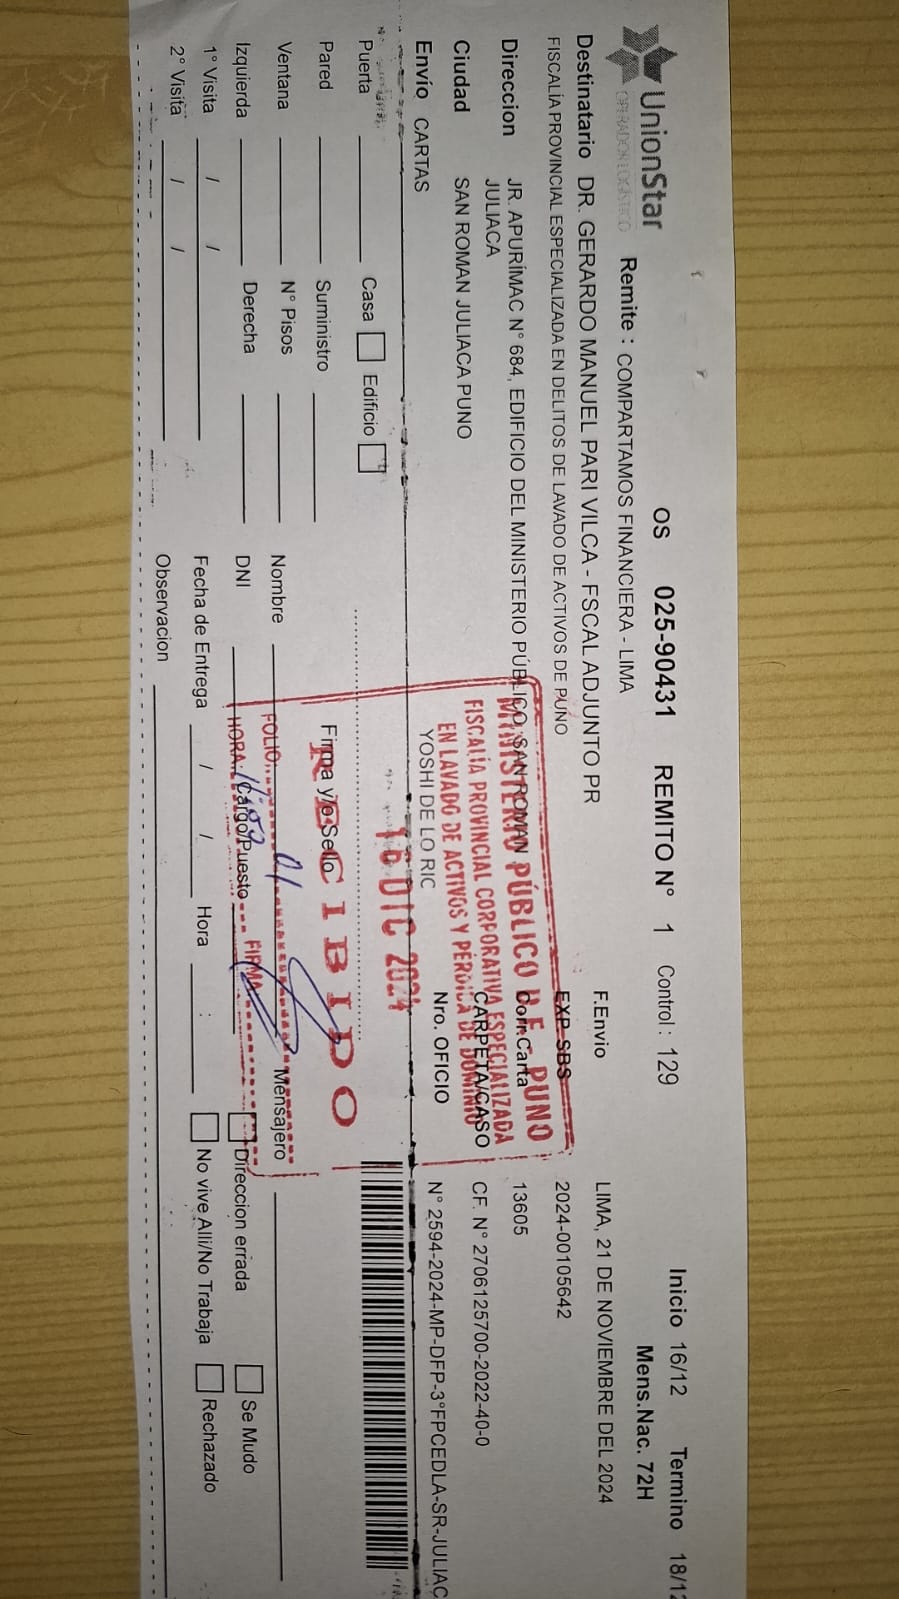 UnionStar
OPERADOR LOGÍSTICO
OS 025-90431 REMITO N° 1 Control : 129
Inicio 16/12 Termino 18/12
Mens.Nac. 72H
Remite : COMPARTAMOS FINANCIERA - LIMA
F.Envio LIMA, 21 DE NOVIEMBRE DEL 2024
Destinatario DR. GERARDO MANUEL PARI VILCA - FSCAL ADJUNTO PR
FISCALÍA PROVINCIAL ESPECIALIZADA EN DELITOS DE LAVADO DE ACTIVOS DE PUNO
EXP-SBS 2024-00105642
Direccion JR. APURÍMAC N° 684, EDIFICIO DEL MINISTERIO PÚBLICO, SAN ROMAN
JULIACA
Corr.Carta 13605
Ciudad SAN ROMAN JULIACA PUNO
CARPETA/CASO CF. N° 2706125700-2022-40-0
Envío CARTAS
YOSHI DE LO RIC
Nro. OFICIO N° 2594-2024-MP-DFP-3°FPCEDLA-SR-JULIAC
MINISTERIO PÚBLICO DE PUNO
FISCALÍA PROVINCIAL CORPORATIVA ESPECIALIZADA
EN LAVADO DE ACTIVOS Y PÉRDIDA DE DOMINIO
16 DIC 2024
RECIBIDO
FOLIO: 01
HORA: FIRMA
Puerta Casa Edificio
Pared Suministro
Firma y/o Sello
Ventana N° Pisos
Nombre Mensajero
Izquierda Derecha
DNI Cargo/Puesto
Direccion errada Se Mudo
1° Visita / /
Fecha de Entrega / / Hora :
No vive Alli/No Trabaja Rechazado
2° Visita / /
Observacion